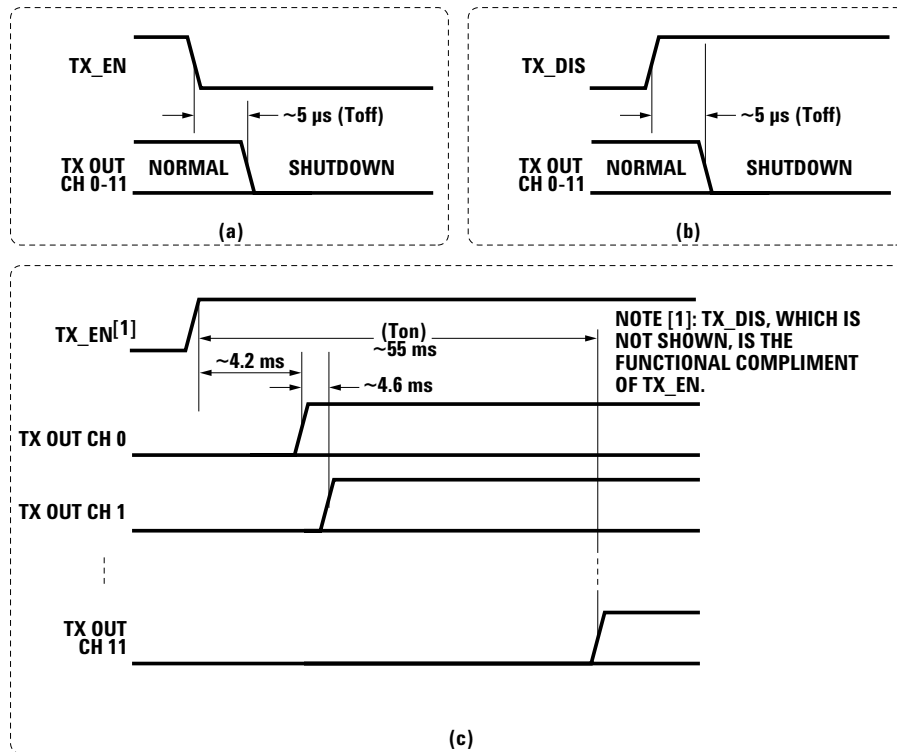 TX_EN
~5 µs (Toff)
TX OUT
CH 0-11
NORMAL
SHUTDOWN
(a)
TX_DIS
~5 µs (Toff)
TX OUT
CH 0-11
NORMAL
SHUTDOWN
(b)
TX_EN[1]
(Ton)
~55 ms
~4.2 ms
~4.6 ms
NOTE [1]: TX_DIS, WHICH IS
NOT SHOWN, IS THE
FUNCTIONAL COMPLIMENT
OF TX_EN.
TX OUT CH 0
TX OUT CH 1
TX OUT
CH 11
(c)